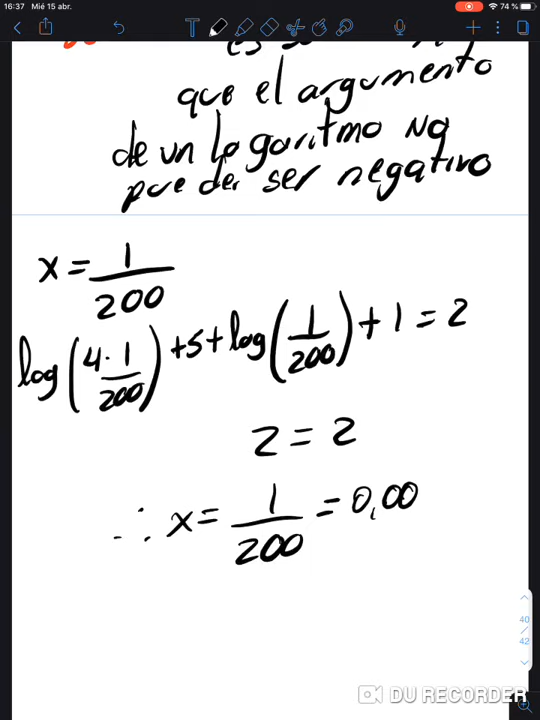 16:37 Mié 15 abr. 74 %
que el argumento
de un logaritmo no
puede ser negativo
x = 1/200
log(4·1/200) + 5 + log(1/200) + 1 = 2
2 = 2
∴ x = 1/200 = 0,00
40
/
42
DU RECORDER